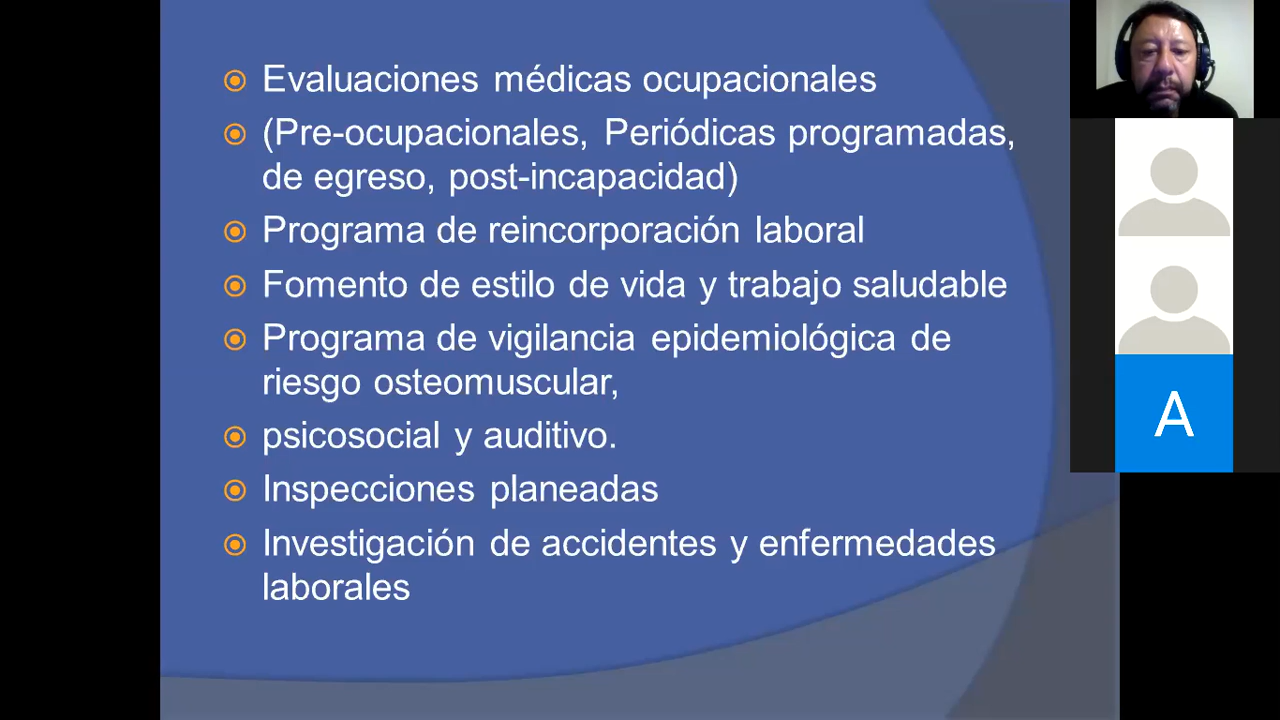 Evaluaciones médicas ocupacionales
(Pre-ocupacionales, Periódicas programadas,
de egreso, post-incapacidad)
Programa de reincorporación laboral
Fomento de estilo de vida y trabajo saludable
Programa de vigilancia epidemiológica de
riesgo osteomuscular,
psicosocial y auditivo.
Inspecciones planeadas
Investigación de accidentes y enfermedades
laborales
A